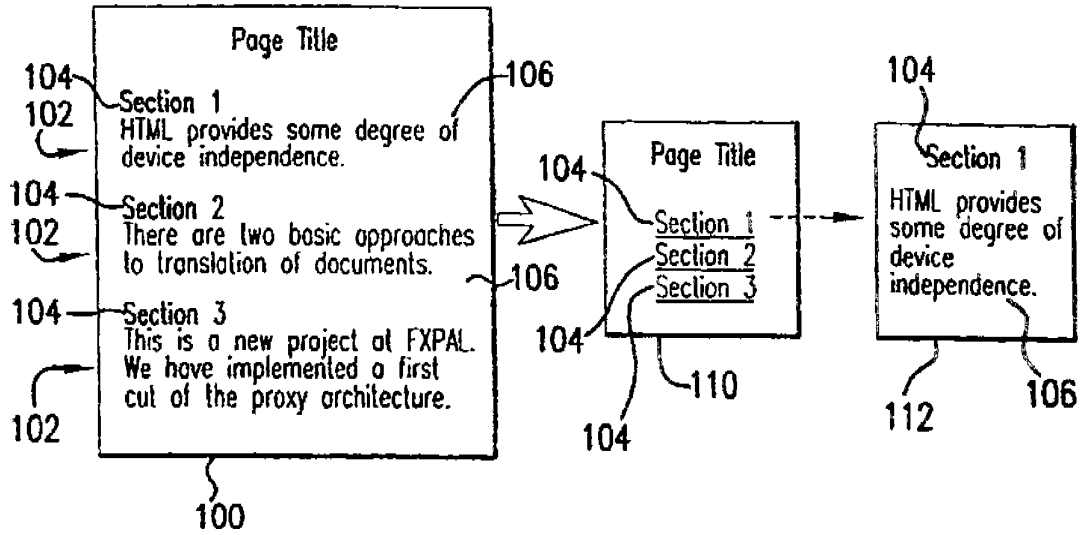 Page Title
104
Section 1
106
102
HTML provides some degree of
device independence.
104
Section 2
102
There are two basic approaches
to translation of documents.
106
104
Section 3
This is a new project at FXPAL.
We have implemented a first
102
cut of the proxy architecture.
100
Page Title
104
Section 1
Section 2
Section 3
104
104
110
104
Section 1
HTML provides
some degree of
device
independence.
112
106